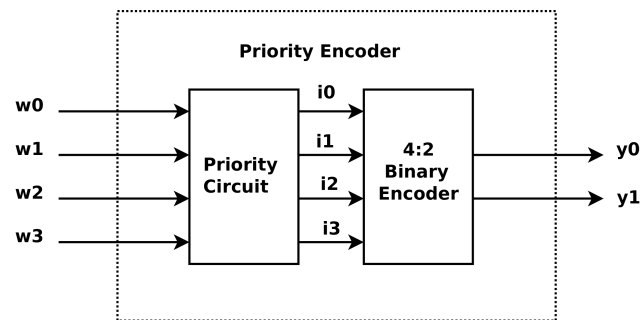 Priority Encoder
w0
w1
w2
w3
Priority
Circuit
i0
i1
i2
i3
4:2
Binary
Encoder
y0
y1